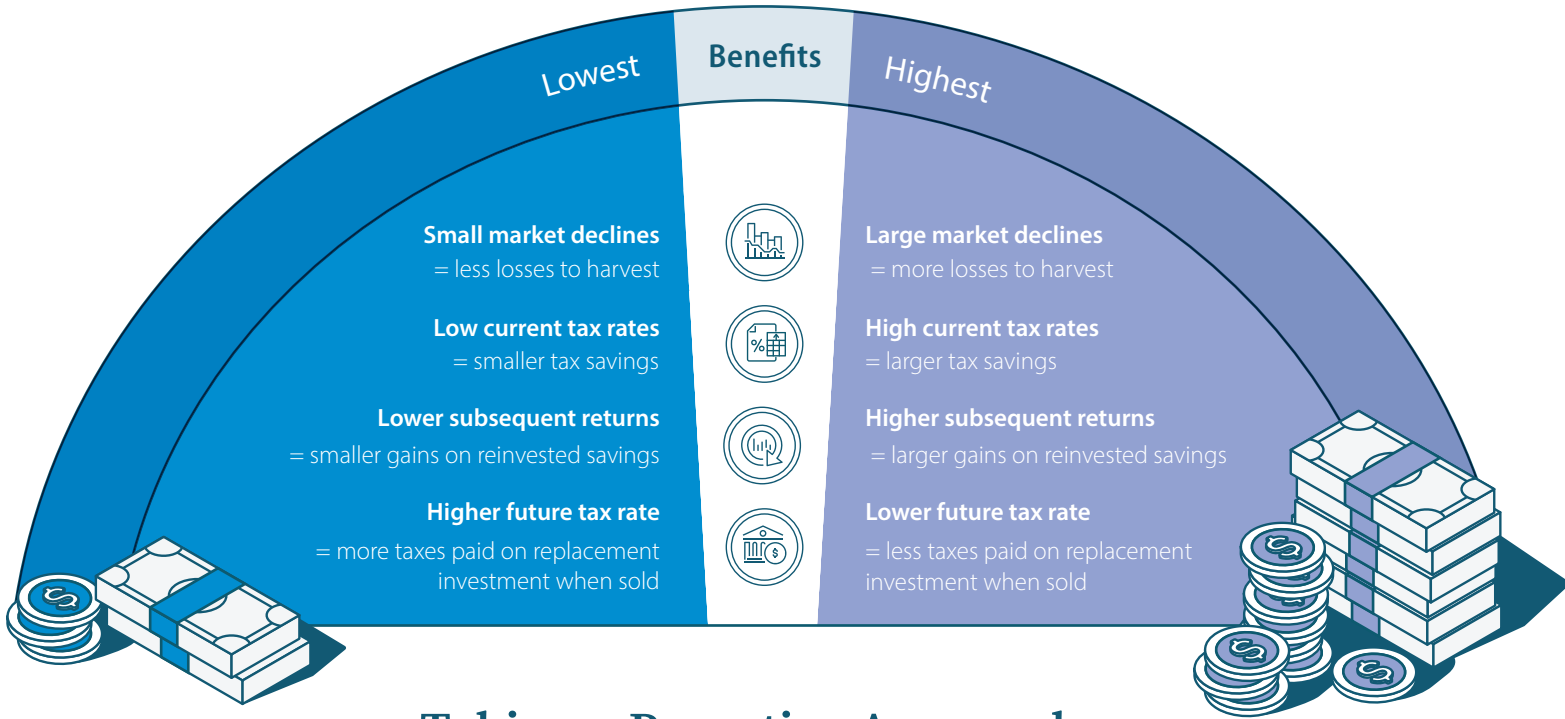 Lowest
Benefits
Highest
Small market declines
= less losses to harvest
Low current tax rates
= smaller tax savings
Lower subsequent returns
= smaller gains on reinvested savings
Higher future tax rate
= more taxes paid on replacement
investment when sold
Large market declines
= more losses to harvest
High current tax rates
= larger tax savings
Higher subsequent returns
= larger gains on reinvested savings
Lower future tax rate
= less taxes paid on replacement
investment when sold